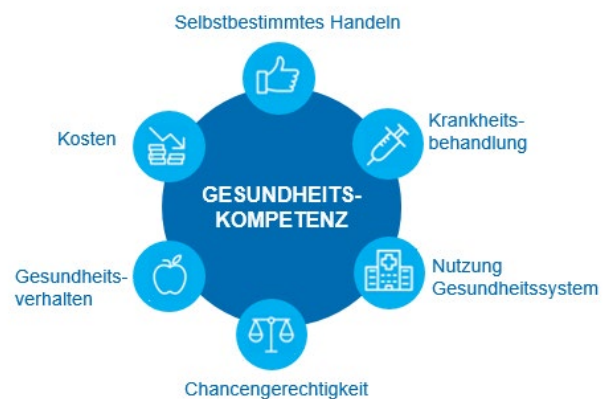 Selbstbestimmtes Handeln
Krankheits-
behandlung
Kosten
GESUNDHEITS-
KOMPETENZ
Gesundheits-
verhalten
Nutzung
Gesundheitssystem
Chancengerechtigkeit